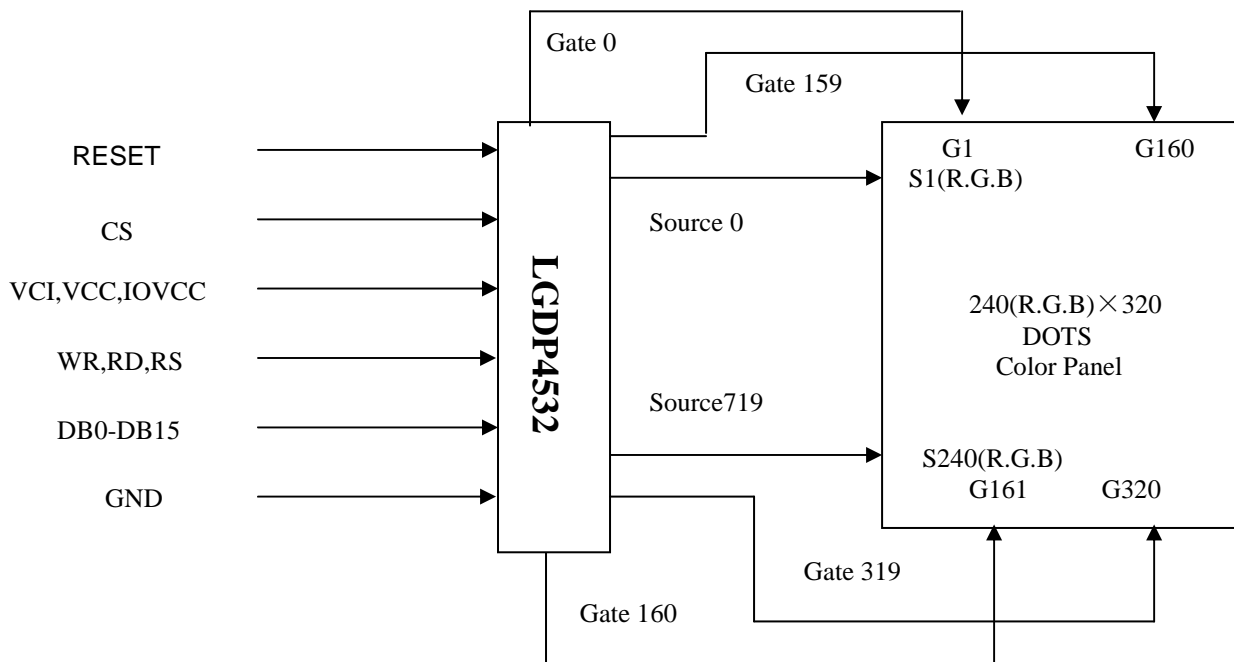 Gate 0
Gate 159
RESET
G1
G160
S1(R.G.B)
CS
Source 0
VCI,VCC,IOVCC
LGDP4532
240(R.G.B)×320
DOTS
Color Panel
WR,RD,RS
Source719
DB0-DB15
S240(R.G.B)
GND
G161
G320
Gate 319
Gate 160